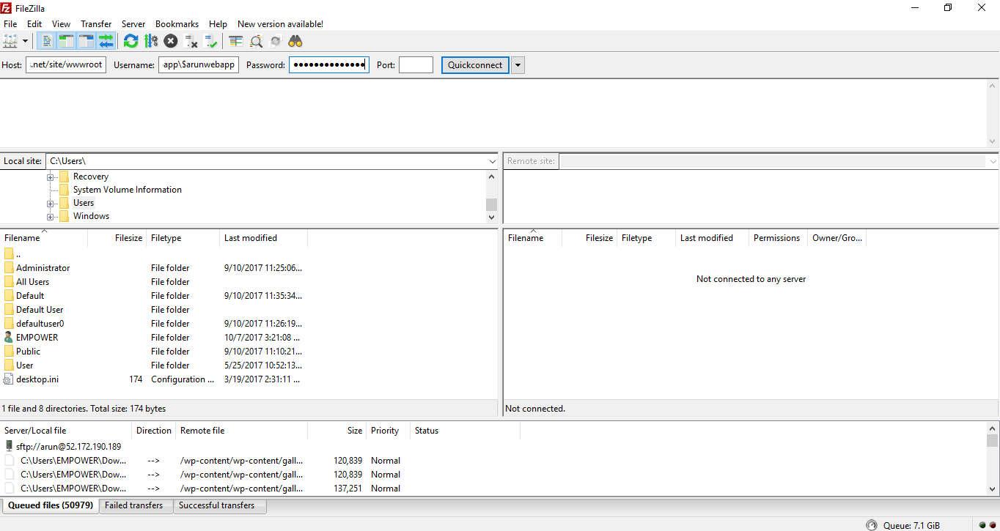 FileZilla
File Edit View Transfer Server Bookmarks Help New version available!
Host: .net/site/wwwroot Username: app\$arunwebapp Password: ●●●●●●●●●●●●●● Port: Quickconnect
Local site: C:\Users\
Recovery
System Volume Information
Users
Windows
Remote site:
Filename Filesize Filetype Last modified
..
Administrator File folder 9/10/2017 11:25:06...
All Users File folder
Default File folder 9/10/2017 11:35:34...
Default User File folder
defaultuser0 File folder 9/10/2017 11:26:19...
EMPOWER File folder 10/7/2017 3:21:08 ...
Public File folder 9/10/2017 11:10:21...
User File folder 5/25/2017 10:52:13...
desktop.ini 174 Configuration ... 3/19/2017 2:31:11 ...
1 file and 8 directories. Total size: 174 bytes
Filename Filesize Filetype Last modified Permissions Owner/Gro...
Not connected to any server
Not connected.
Server/Local file Direction Remote file Size Priority Status
sftp://arun@52.172.190.189
C:\Users\EMPOWER\Dow... --> /wp-content/wp-content/gall... 120,839 Normal
C:\Users\EMPOWER\Dow... --> /wp-content/wp-content/gall... 120,839 Normal
C:\Users\EMPOWER\Dow... --> /wp-content/wp-content/gall... 137,251 Normal
Queued files (50979) Failed transfers Successful transfers
Queue: 7.1 GiB